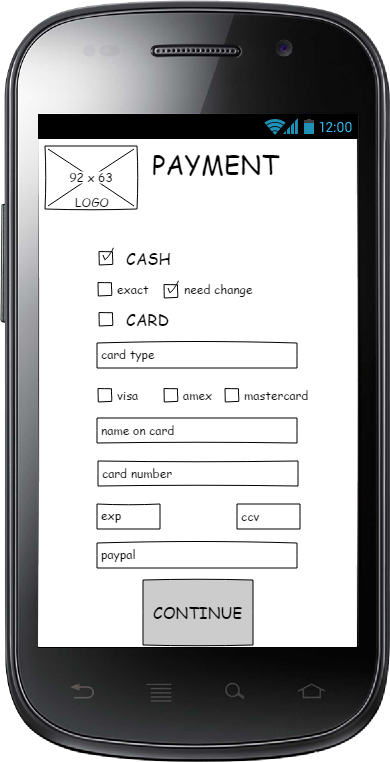 12:00
92 x 63
LOGO
PAYMENT
CASH
exact need change
CARD
card type
visa amex mastercard
name on card
card number
exp ccv
paypal
CONTINUE